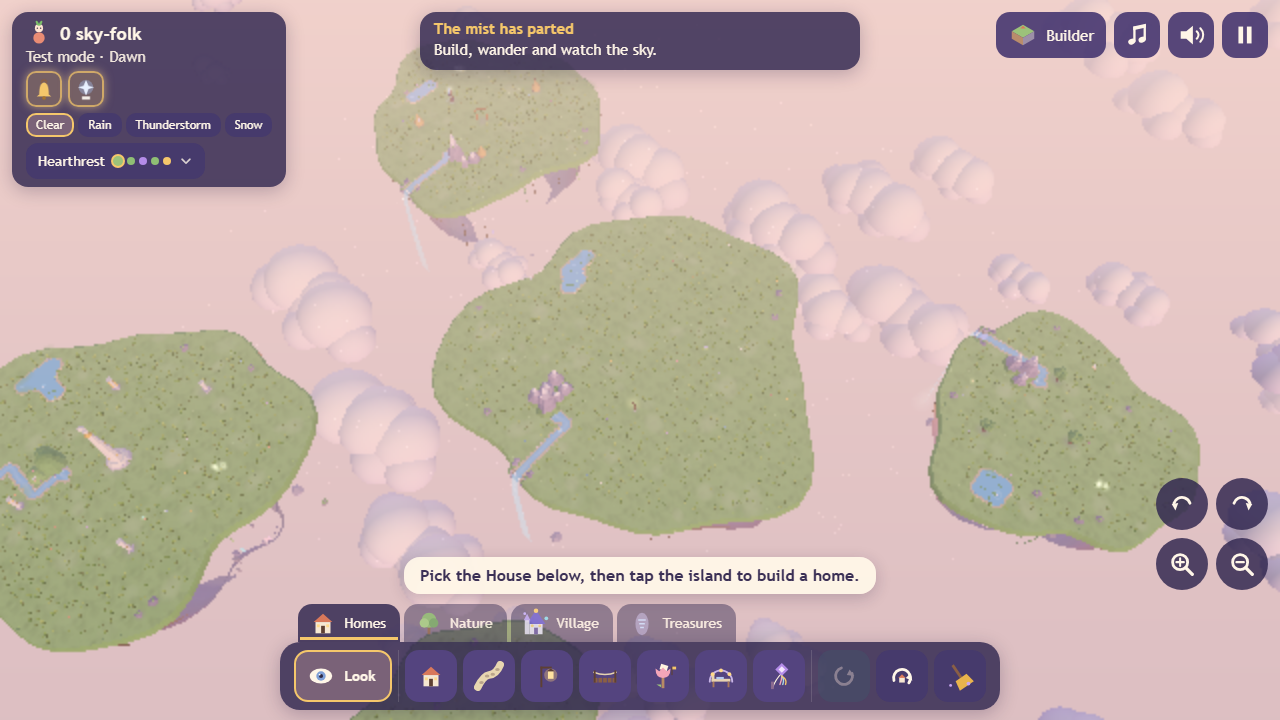 0 sky-folk
Test mode · Dawn
Clear
Rain
Thunderstorm
Snow
Hearthrest
The mist has parted
Build, wander and watch the sky.
Builder
Pick the House below, then tap the island to build a home.
Homes
Nature
Village
Treasures
Look